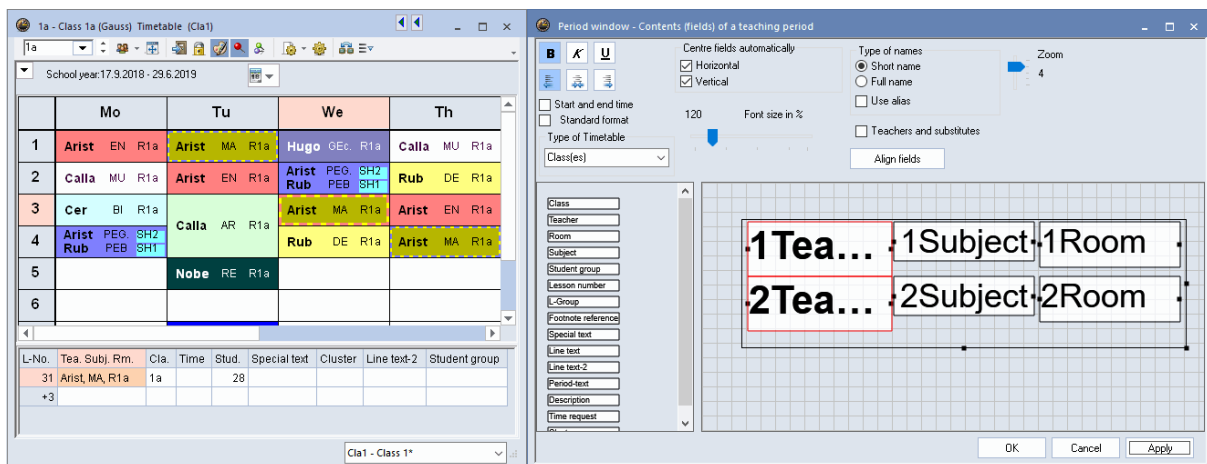 1a - Class 1a (Gauss) Timetable (Cla1)
1a
School year:17.9.2018 - 29.6.2019
Mo Tu We Th
1 Arist EN R1a Arist MA R1a Hugo GEc. R1a Calla MU R1a
2 Calla MU R1a Arist EN R1a Arist PEG. SH2 Rub DE R1a
Rub PEB SH1
3 Cer BI R1a Calla AR R1a Arist MA R1a Arist EN R1a
4 Arist PEG. SH2 Rub DE R1a Arist MA R1a
Rub PEB SH1
5 Nobe RE R1a
6
L-No. Tea. Subj. Rm. Cla. Time Stud. Special text Cluster Line text-2 Student group
31 Arist, MA, R1a 1a 28
+3
Cla1 - Class 1*
Period window - Contents (fields) of a teaching period
B K U
Start and end time
Standard format
Type of Timetable
Class(es)
Centre fields automatically
Horizontal
Vertical
120 Font size in %
Type of names
Short name
Full name
Use alias
Teachers and substitutes
Align fields
Zoom
4
Class
Teacher
Room
Subject
Student group
Lesson number
L-Group
Footnote reference
Special text
Line text
Line text-2
Period-text
Description
Time request
1Tea... 1Subject 1Room
2Tea... 2Subject 2Room
OK Cancel Apply